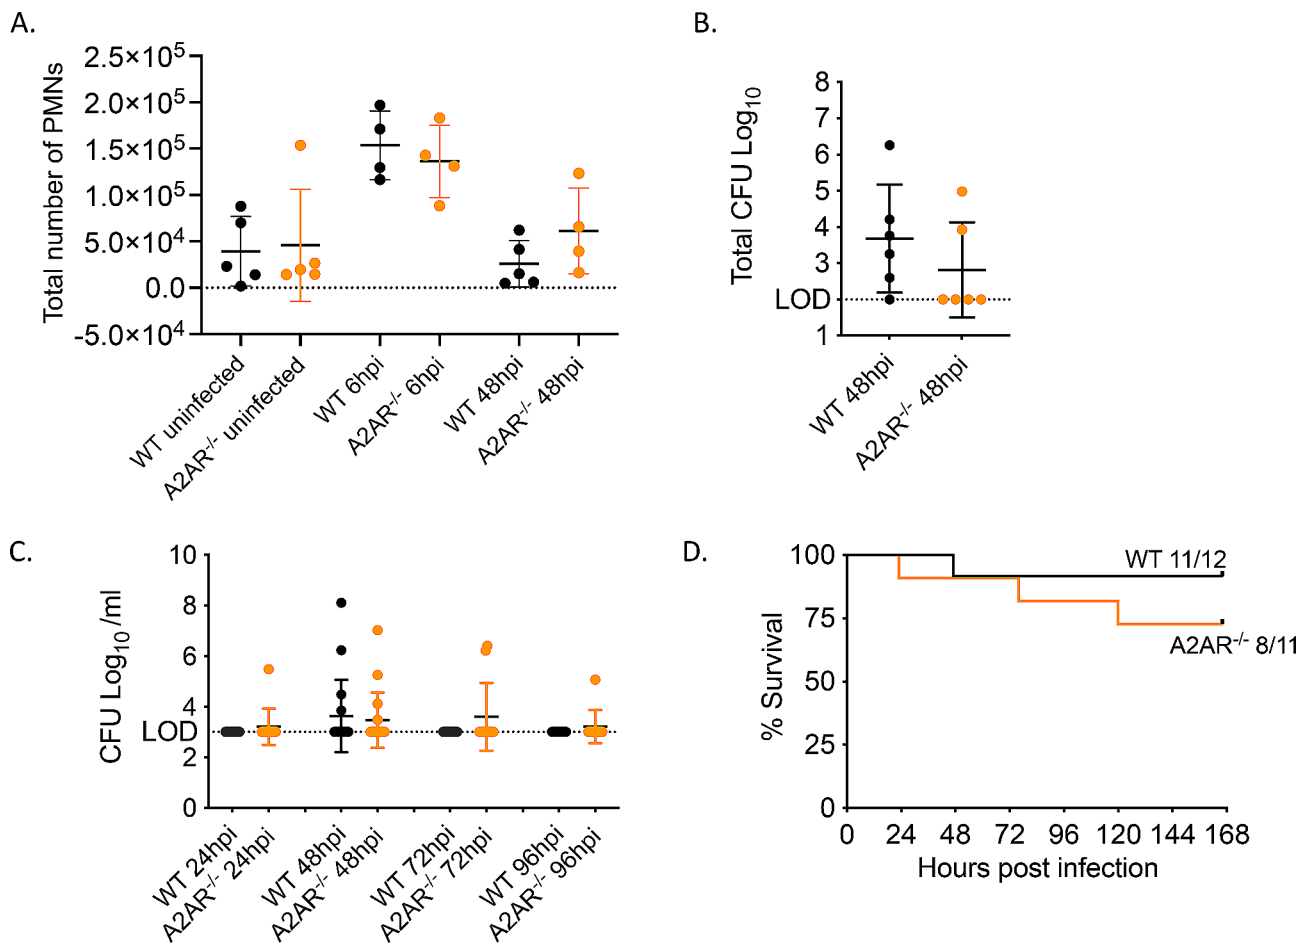 A.
Total number of PMNs
2.5×10⁵
2.0×10⁵
1.5×10⁵
1.0×10⁵
5.0×10⁴
0.0
-5.0×10⁴
WT uninfected
A2AR⁻/⁻ uninfected
WT 6hpi
A2AR⁻/⁻ 6hpi
WT 48hpi
A2AR⁻/⁻ 48hpi
B.
Total CFU Log₁₀
8
7
6
5
4
3
LOD
1
WT 48hpi
A2AR⁻/⁻ 48hpi
C.
CFU Log₁₀ /ml
10
8
6
4
LOD
2
0
WT 24hpi
A2AR⁻/⁻ 24hpi
WT 48hpi
A2AR⁻/⁻ 48hpi
WT 72hpi
A2AR⁻/⁻ 72hpi
WT 96hpi
A2AR⁻/⁻ 96hpi
D.
% Survival
100
75
50
25
0
WT 11/12
A2AR⁻/⁻ 8/11
0 24 48 72 96 120 144 168
Hours post infection